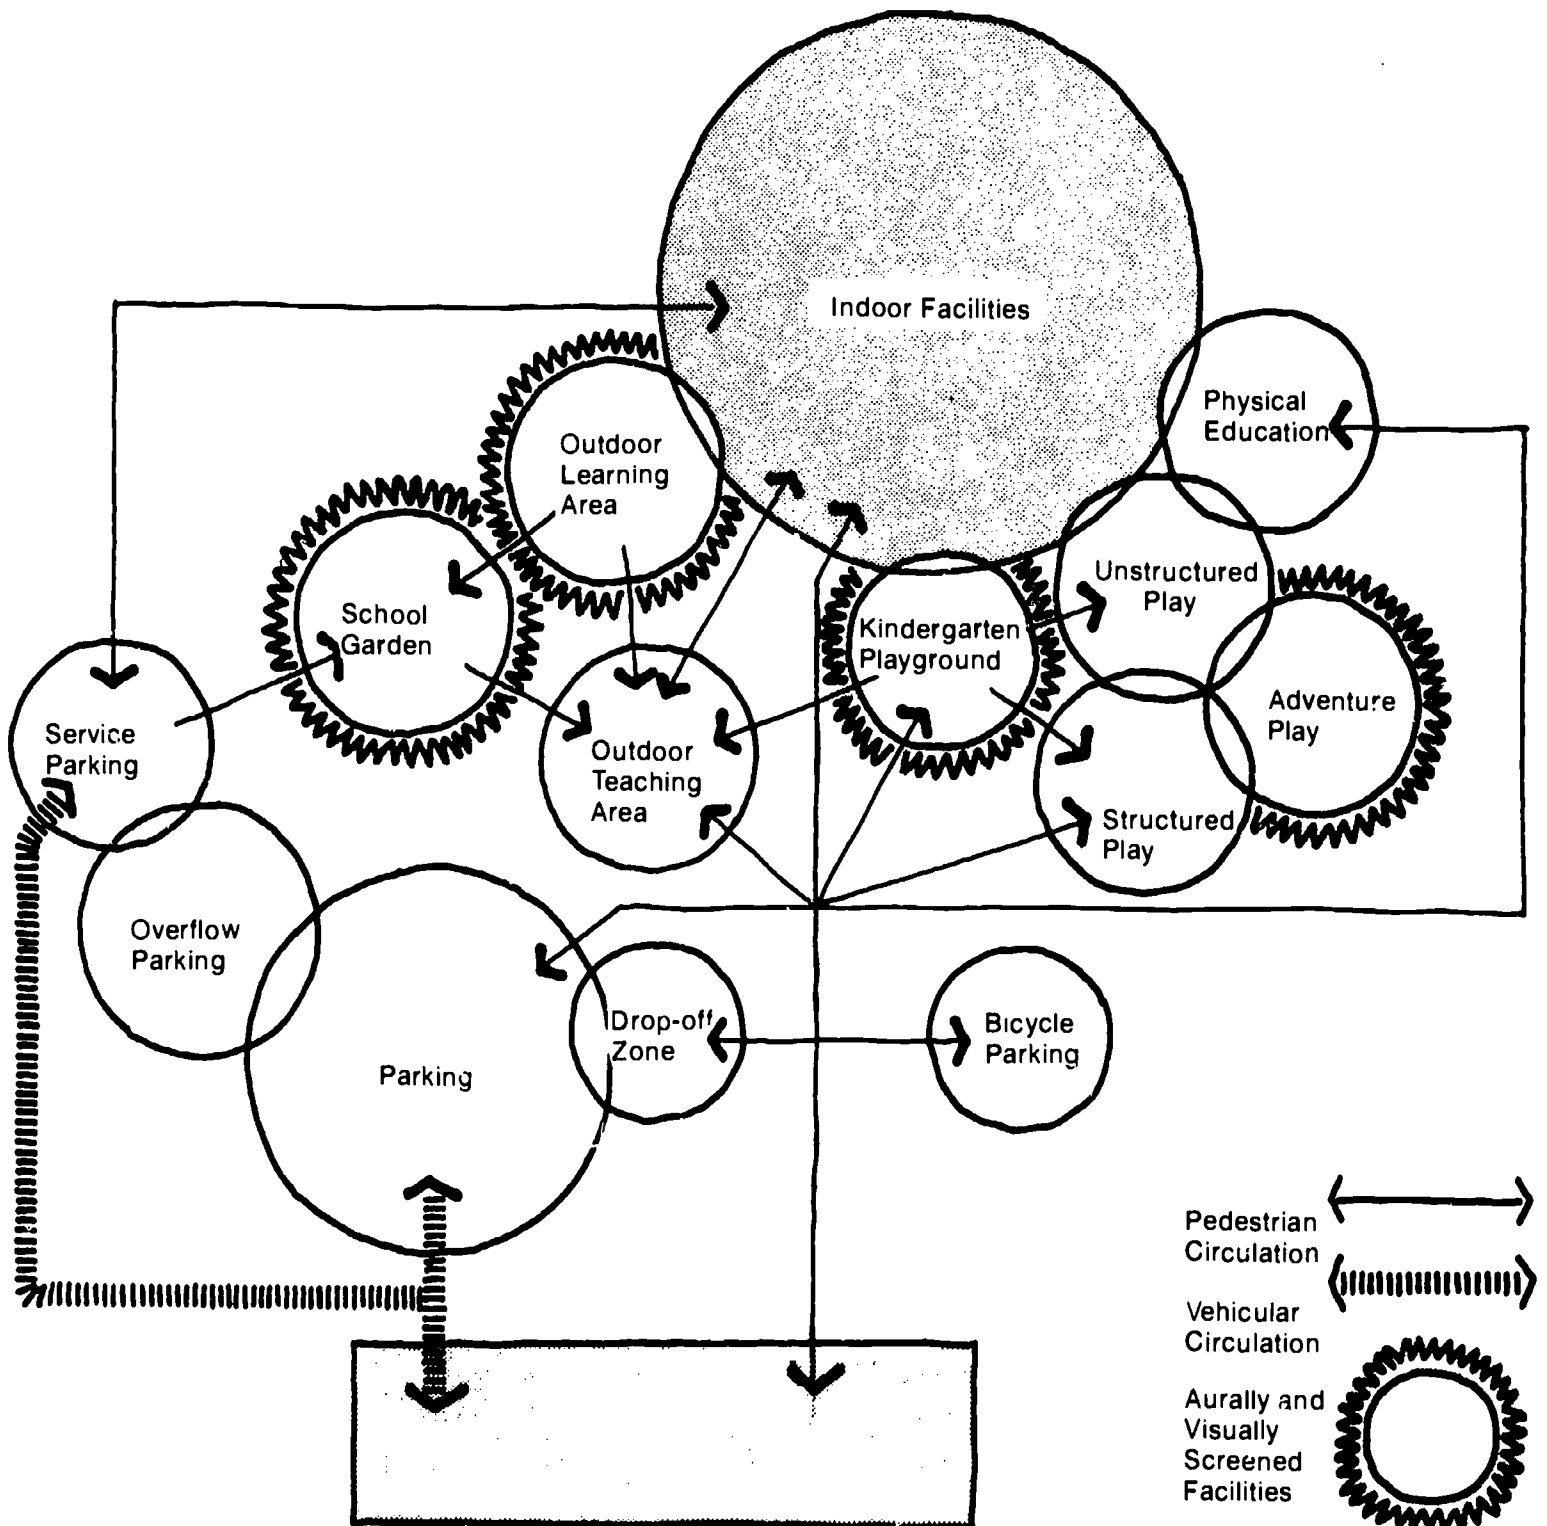 Indoor Facilities
Physical
Education
Outdoor
Learning
Area
Unstructured
Play
School
Garden
Kindergarten
Playground
Adventure
Play
Service
Parking
Outdoor
Teaching
Area
Structured
Play
Overflow
Parking
Drop-off
Zone
Bicycle
Parking
Parking
Pedestrian
Circulation
Vehicular
Circulation
Aurally and
Visually
Screened
Facilities